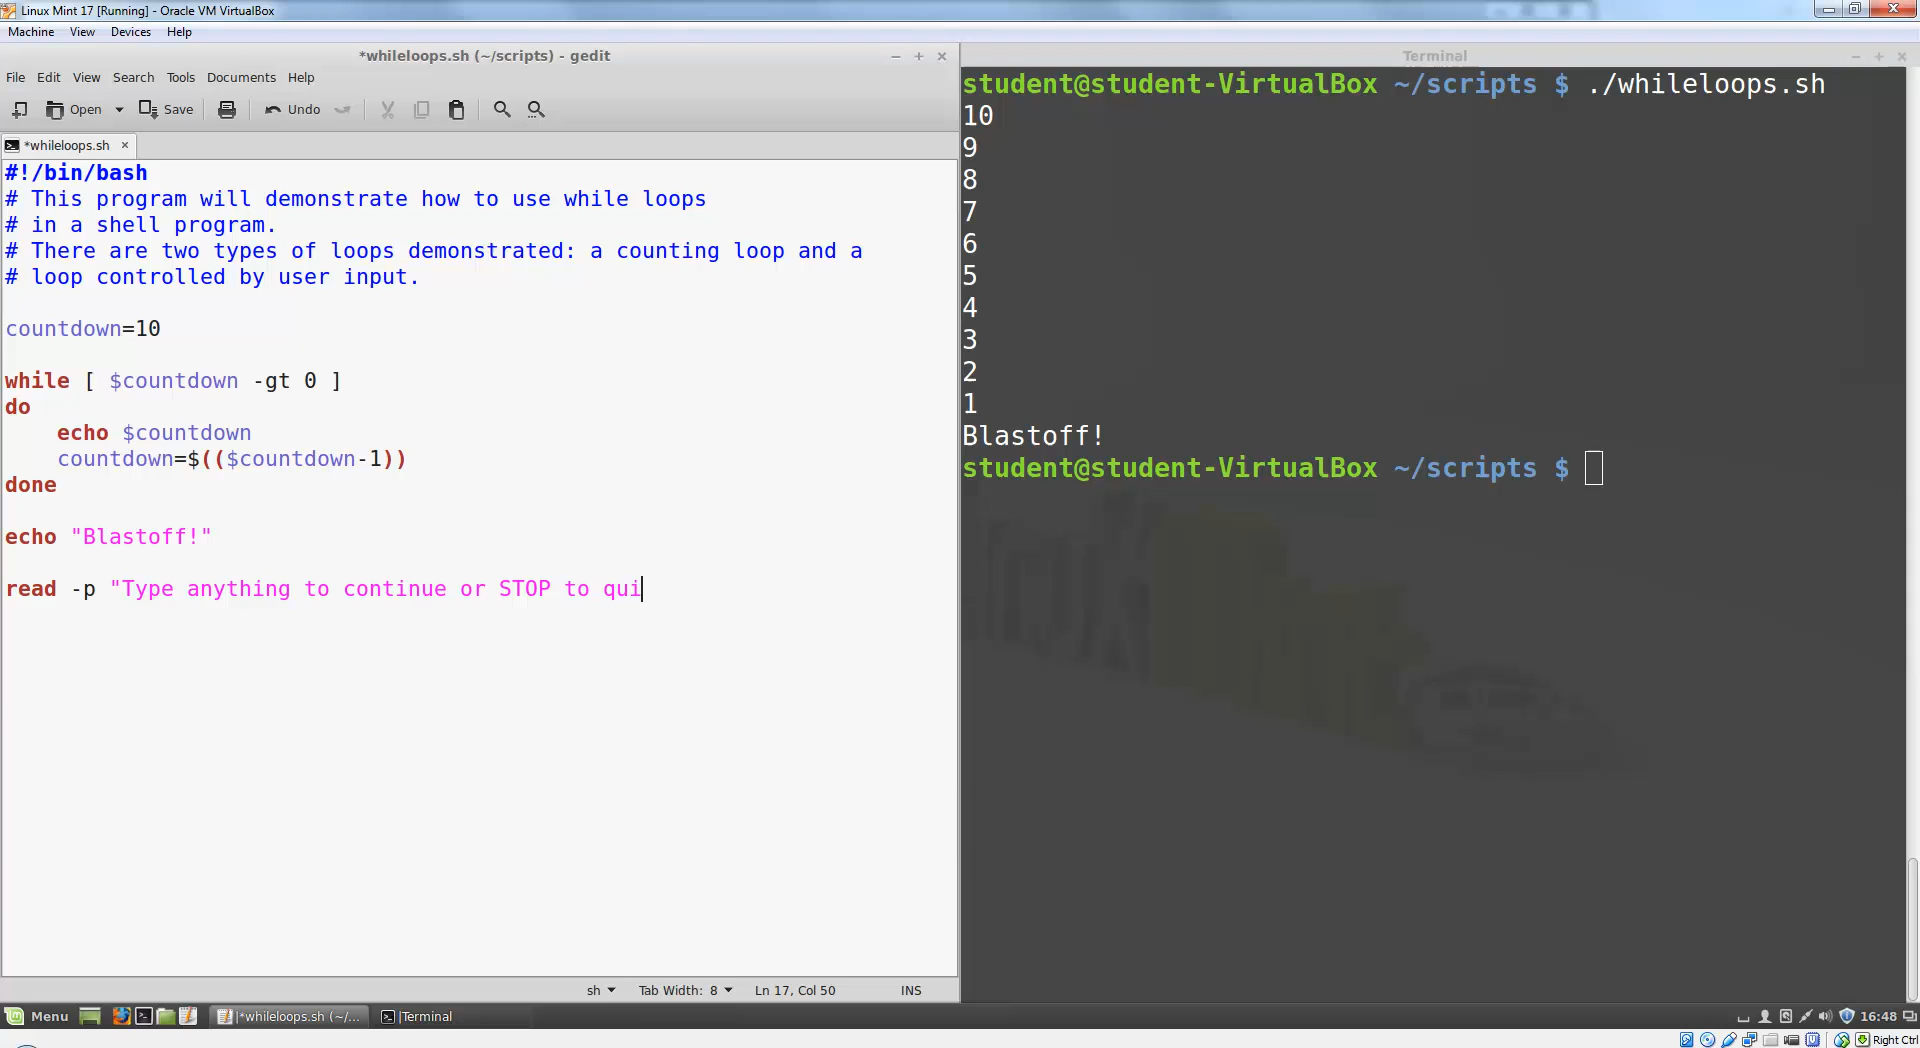 Linux Mint 17 [Running] - Oracle VM VirtualBox
Machine View Devices Help
*whileloops.sh (~/scripts) - gedit
File Edit View Search Tools Documents Help
Open Save Undo
*whileloops.sh
#!/bin/bash
# This program will demonstrate how to use while loops
# in a shell program.
# There are two types of loops demonstrated: a counting loop and a
# loop controlled by user input.
countdown=10
while [ $countdown -gt 0 ]
do
echo $countdown
countdown=$(($countdown-1))
done
echo "Blastoff!"
read -p "Type anything to continue or STOP to qui
sh Tab Width: 8 Ln 17, Col 50 INS
Terminal
student@student-VirtualBox ~/scripts $ ./whileloops.sh
10
9
8
7
6
5
4
3
2
1
Blastoff!
student@student-VirtualBox ~/scripts $
Menu *whileloops.sh (~/... Terminal 16:48
Right Ctrl